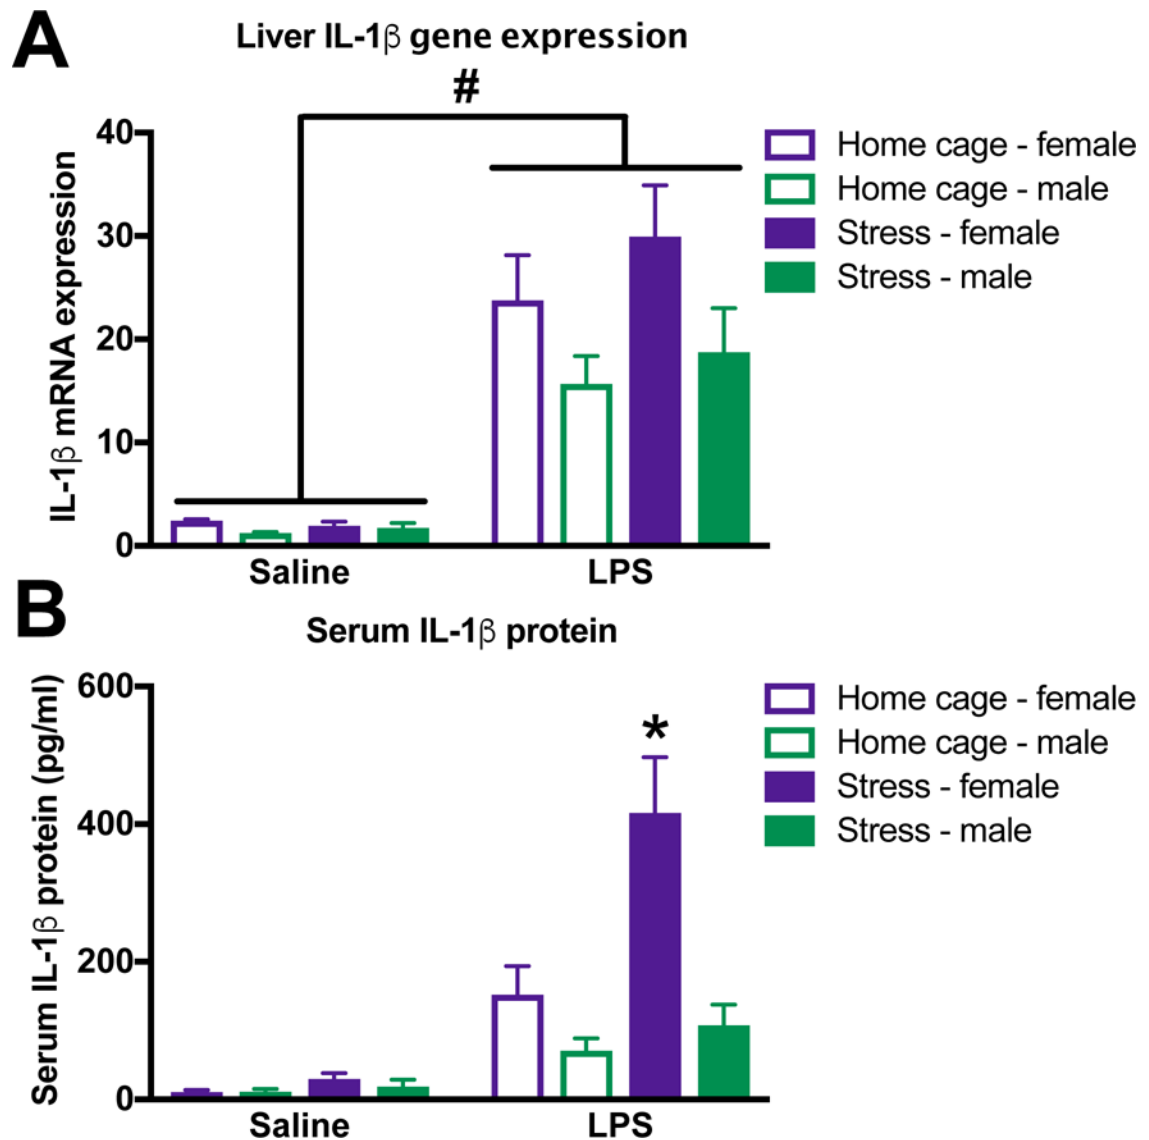 A
Liver IL-1β gene expression
#
IL-1β mRNA expression
40
30
20
10
0
Saline
LPS
Home cage - female
Home cage - male
Stress - female
Stress - male
B
Serum IL-1β protein
*
Serum IL-1β protein (pg/ml)
600
400
200
0
Saline
LPS
Home cage - female
Home cage - male
Stress - female
Stress - male